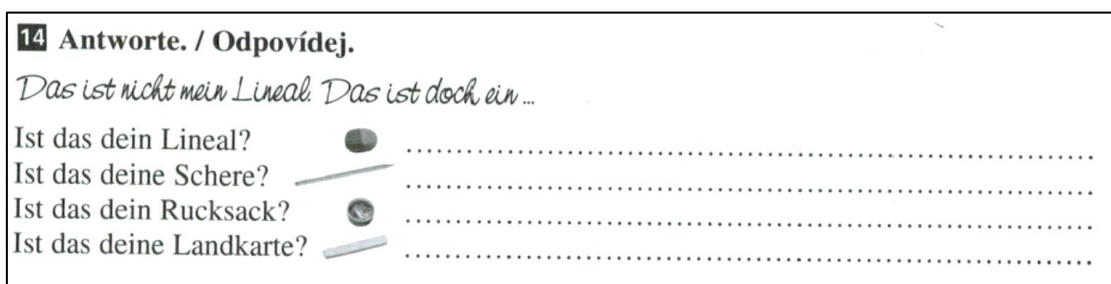 14 Antworte. / Odpovídej.
Das ist nicht mein Lineal. Das ist doch ein ...
Ist das dein Lineal? ........................................................................
Ist das deine Schere? ........................................................................
Ist das dein Rucksack? ........................................................................
Ist das deine Landkarte? ........................................................................